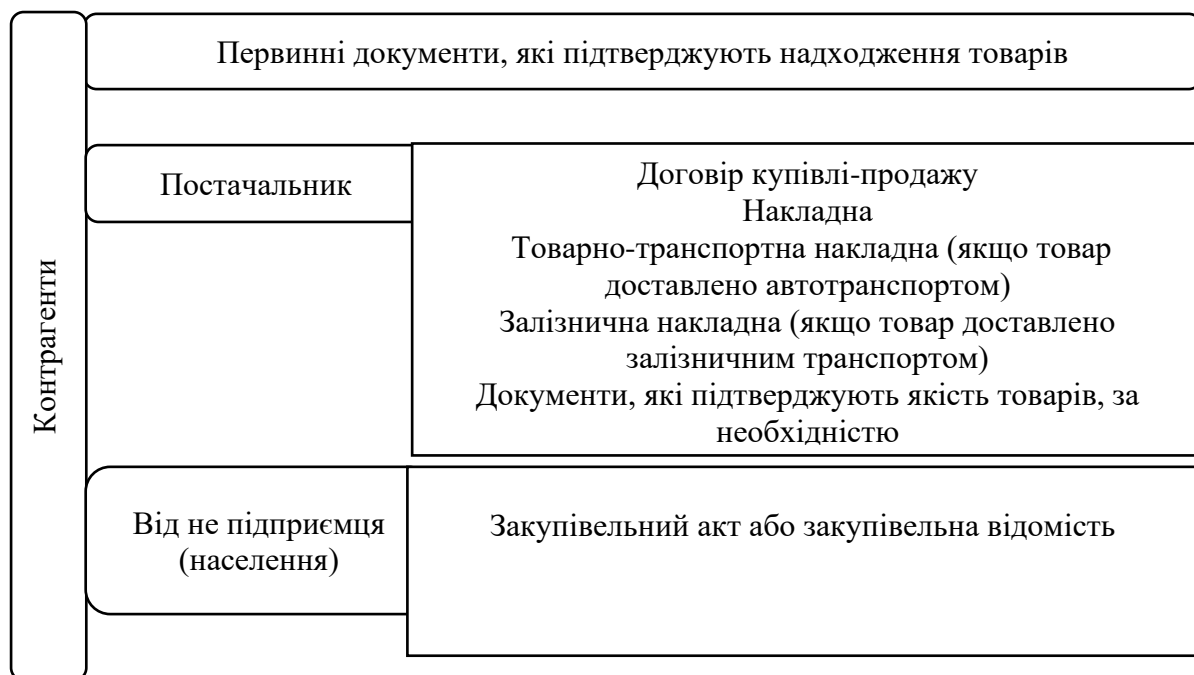 Контрагенти
Первинні документи, які підтверджують надходження товарів
Постачальник
Договір купівлі-продажу
Накладна
Товарно-транспортна накладна (якщо товар
доставлено автотранспортом)
Залізнична накладна (якщо товар доставлено
залізничним транспортом)
Документи, які підтверджують якість товарів, за
необхідністю
Від не підприємця
(населення)
Закупівельний акт або закупівельна відомість